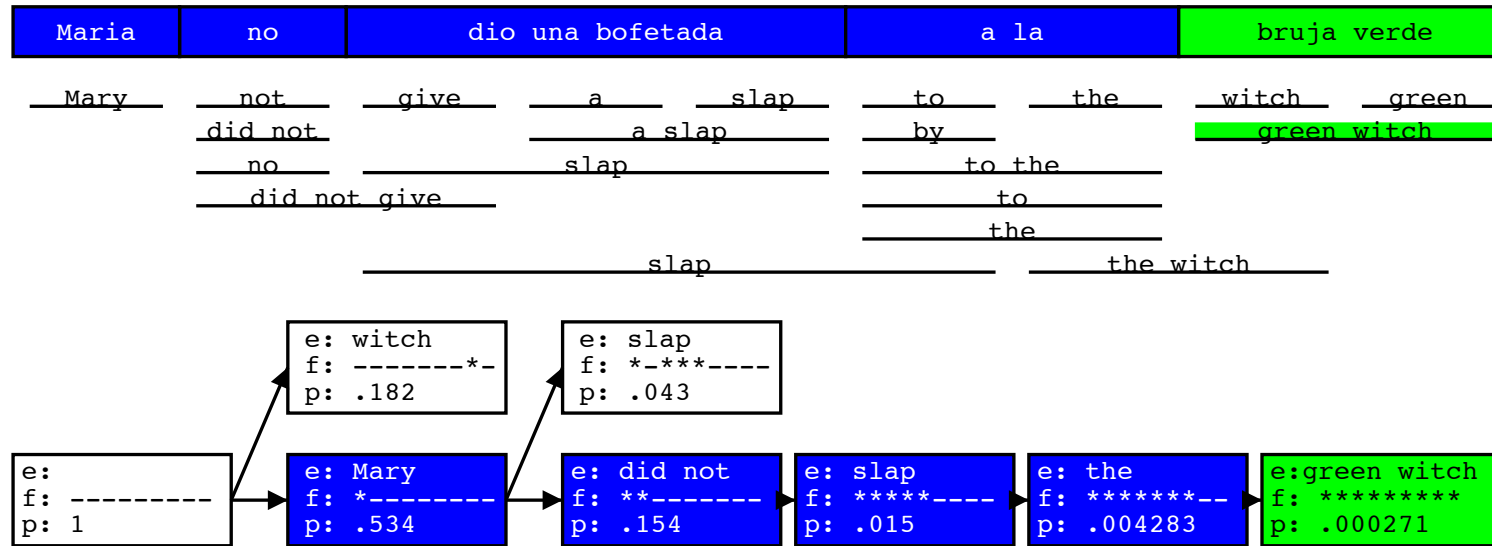 Maria no dio una bofetada a la bruja verde
Mary not give a slap to the witch green
did not a slap by green witch
no slap to the
did not give to
the
slap the witch
e: witch
f: -------*-
p: .182
e: slap
f: *-***----
p: .043
e:
f: ---------
p: 1
e: Mary
f: *--------
p: .534
e: did not
f: **-------
p: .154
e: slap
f: *****----
p: .015
e: the
f: *******--
p: .004283
e:green witch
f: *********
p: .000271